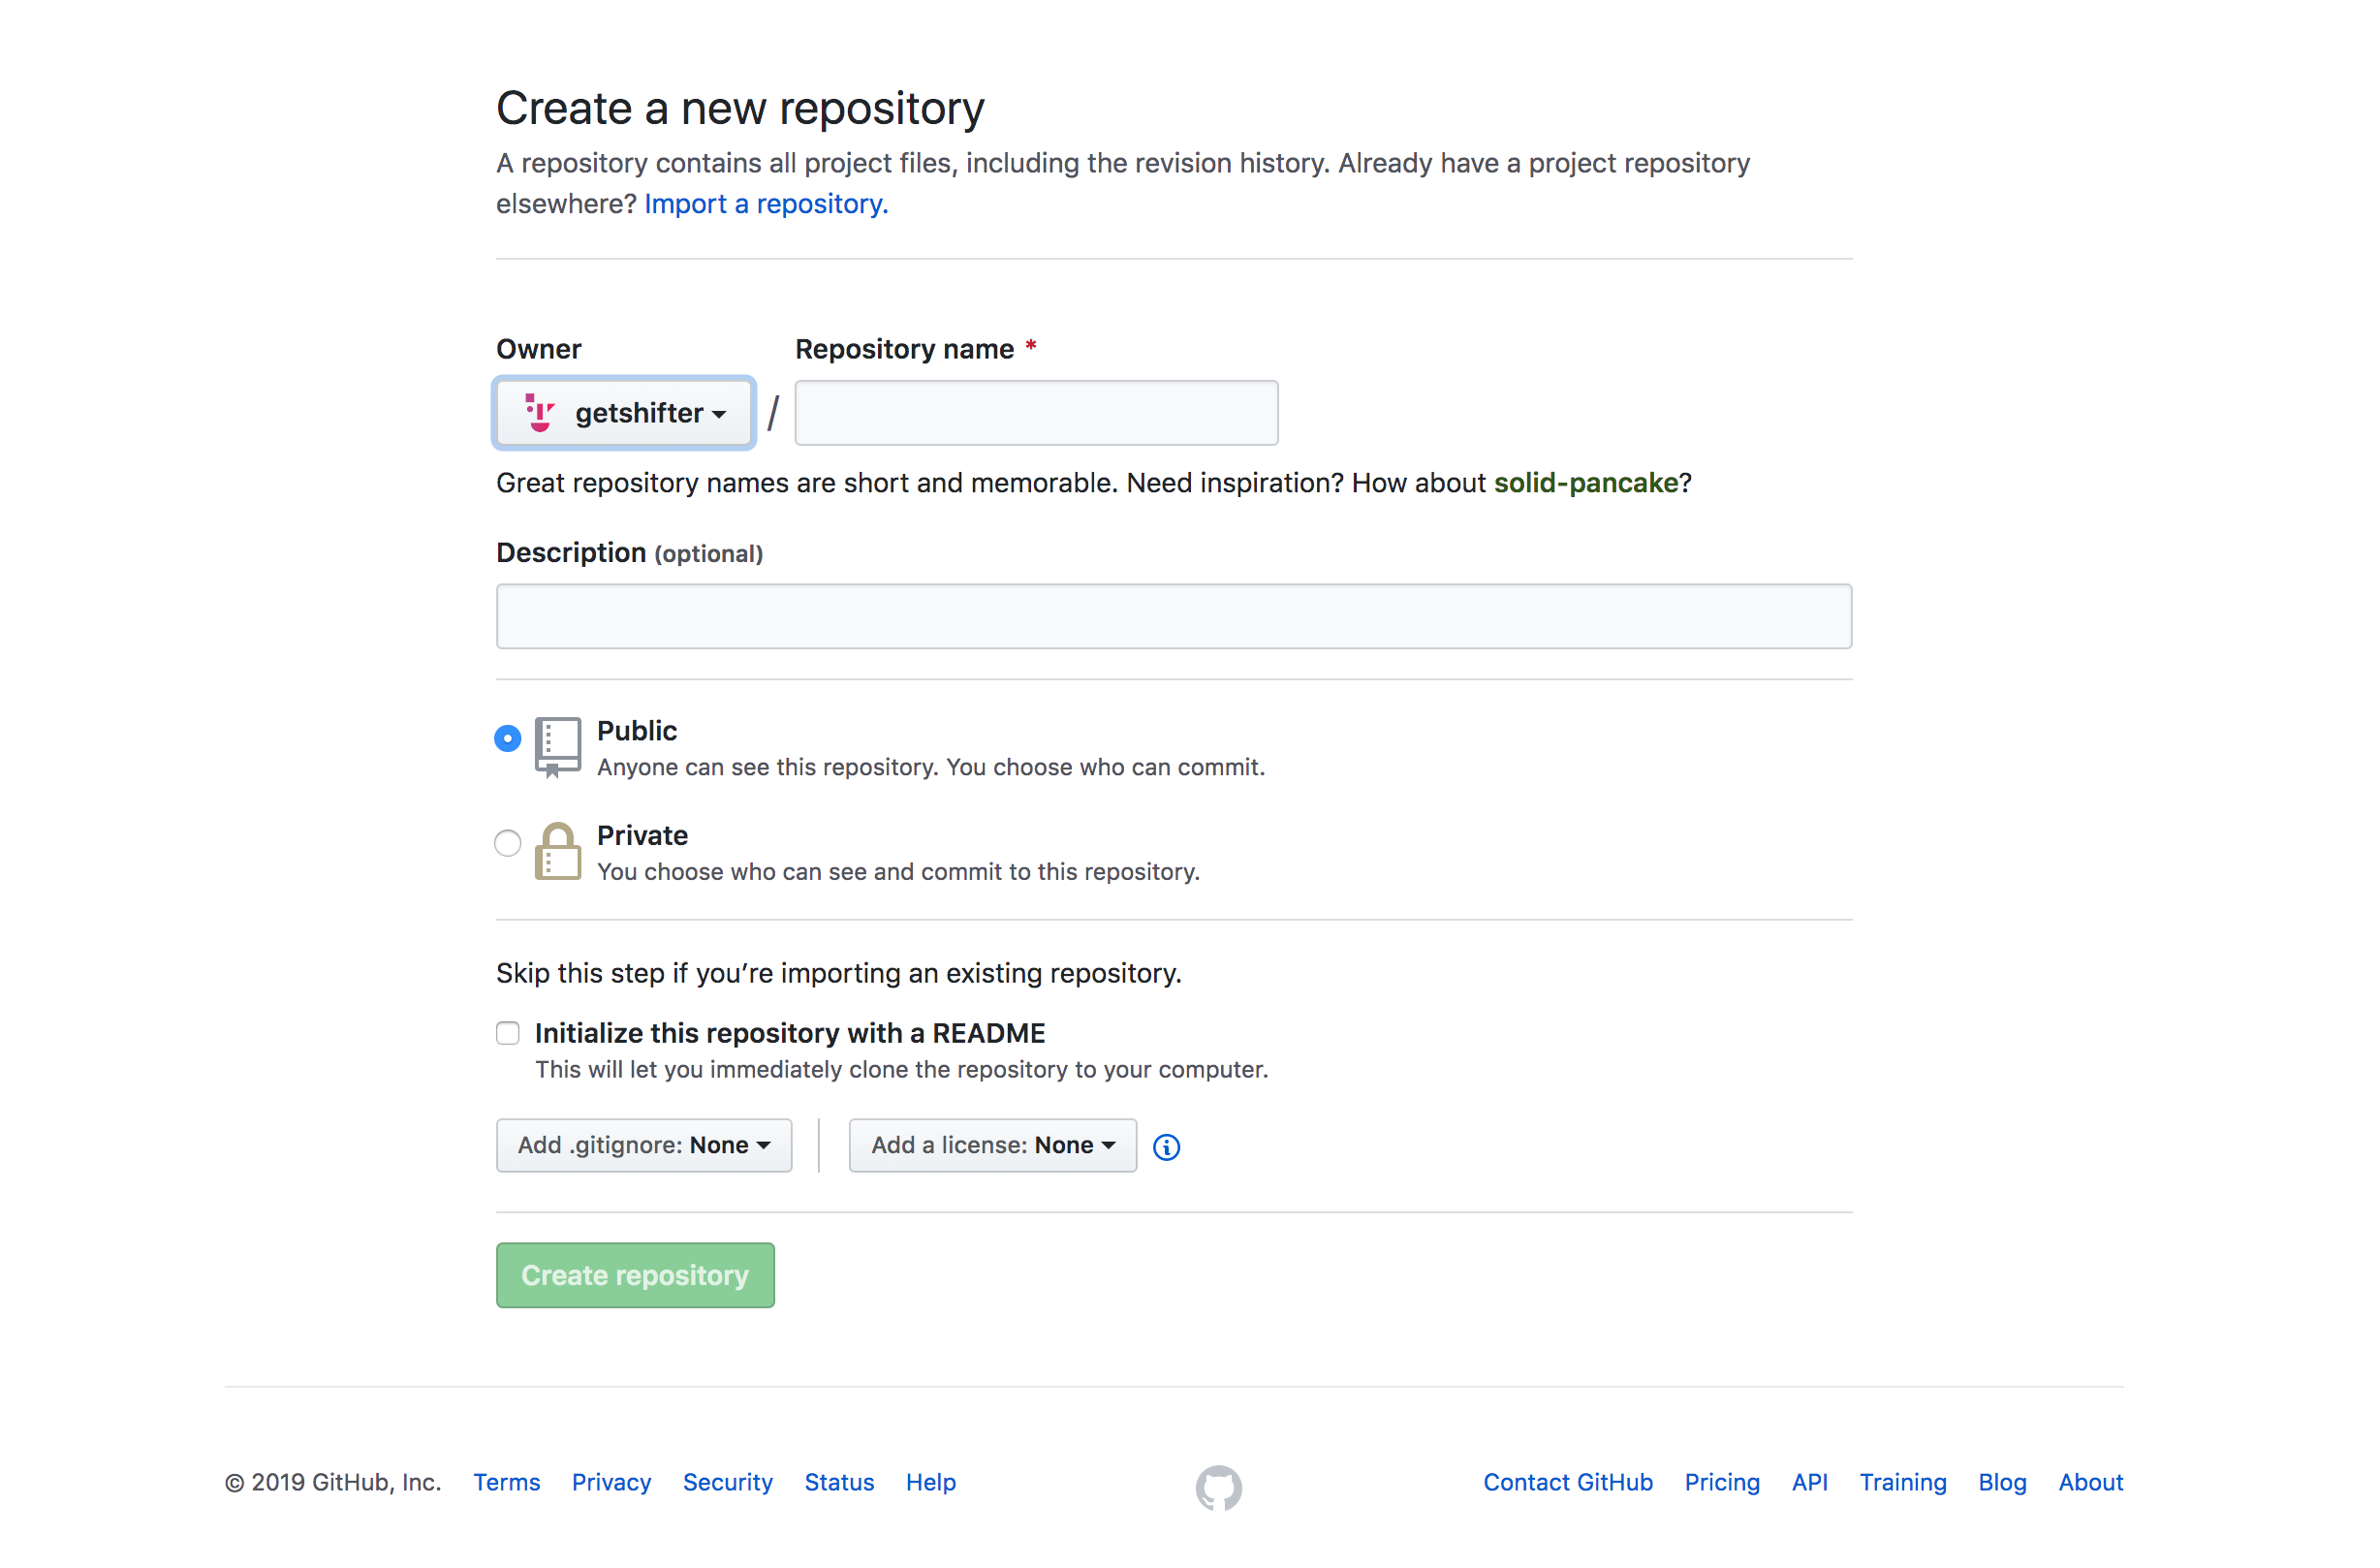 Create a new repository
A repository contains all project files, including the revision history. Already have a project repository
elsewhere? Import a repository.
Owner
Repository name *
getshifter /
Great repository names are short and memorable. Need inspiration? How about solid-pancake?
Description (optional)
Public
Anyone can see this repository. You choose who can commit.
Private
You choose who can see and commit to this repository.
Skip this step if you’re importing an existing repository.
Initialize this repository with a README
This will let you immediately clone the repository to your computer.
Add .gitignore: None
Add a license: None
Create repository
© 2019 GitHub, Inc. Terms Privacy Security Status Help Contact GitHub Pricing API Training Blog About